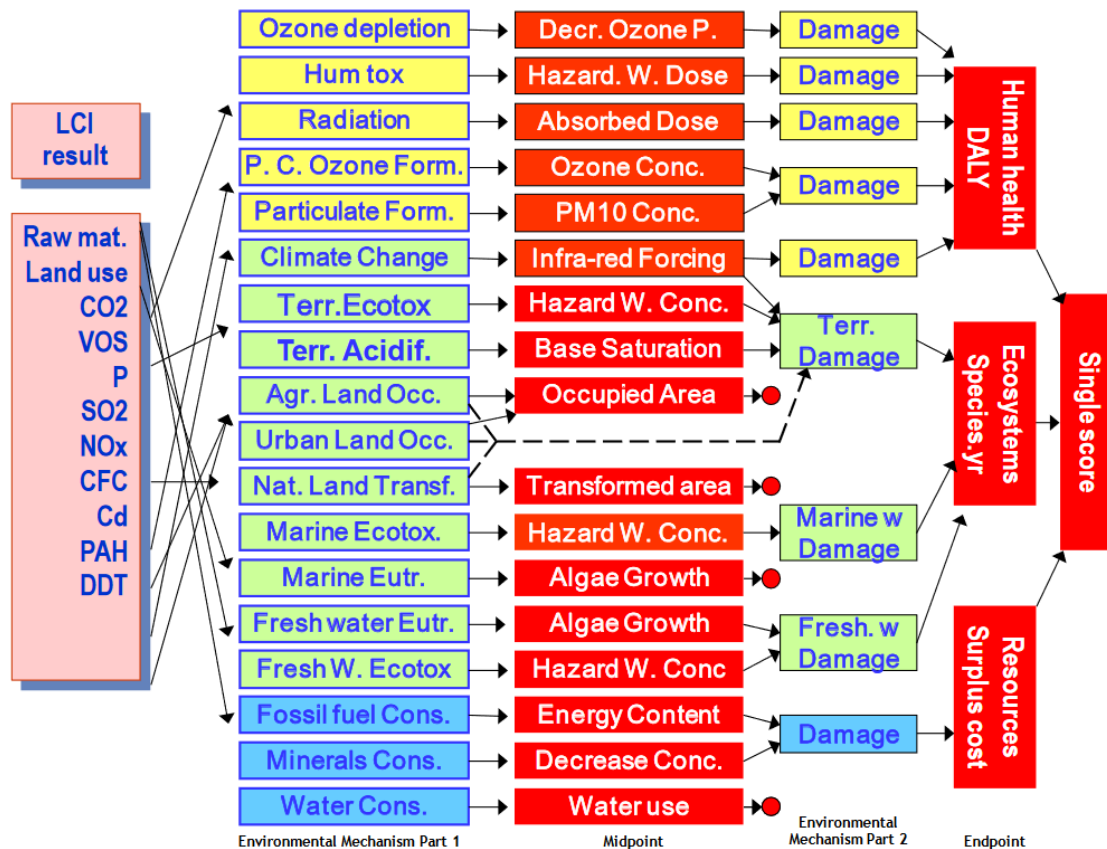 LCI
result
Raw mat.
Land use
CO2
VOS
P
SO2
NOx
CFC
Cd
PAH
DDT
Ozone depletion
Hum tox
Radiation
P. C. Ozone Form.
Particulate Form.
Climate Change
Terr.Ecotox
Terr. Acidif.
Agr. Land Occ.
Urban Land Occ.
Nat. Land Transf.
Marine Ecotox.
Marine Eutr.
Fresh water Eutr.
Fresh W. Ecotox
Fossil fuel Cons.
Minerals Cons.
Water Cons.
Environmental Mechanism Part 1
Decr. Ozone P.
Hazard. W. Dose
Absorbed Dose
Ozone Conc.
PM10 Conc.
Infra-red Forcing
Hazard W. Conc.
Base Saturation
Occupied Area
Transformed area
Hazard W. Conc.
Algae Growth
Algae Growth
Hazard W. Conc
Energy Content
Decrease Conc.
Water use
Midpoint
Damage
Damage
Damage
Damage
Damage
Terr.
Damage
Marine w
Damage
Fresh. w
Damage
Damage
Environmental
Mechanism Part 2
Human health
DALY
Ecosystems
Species.yr
Resources
Surplus cost
Endpoint
Single score